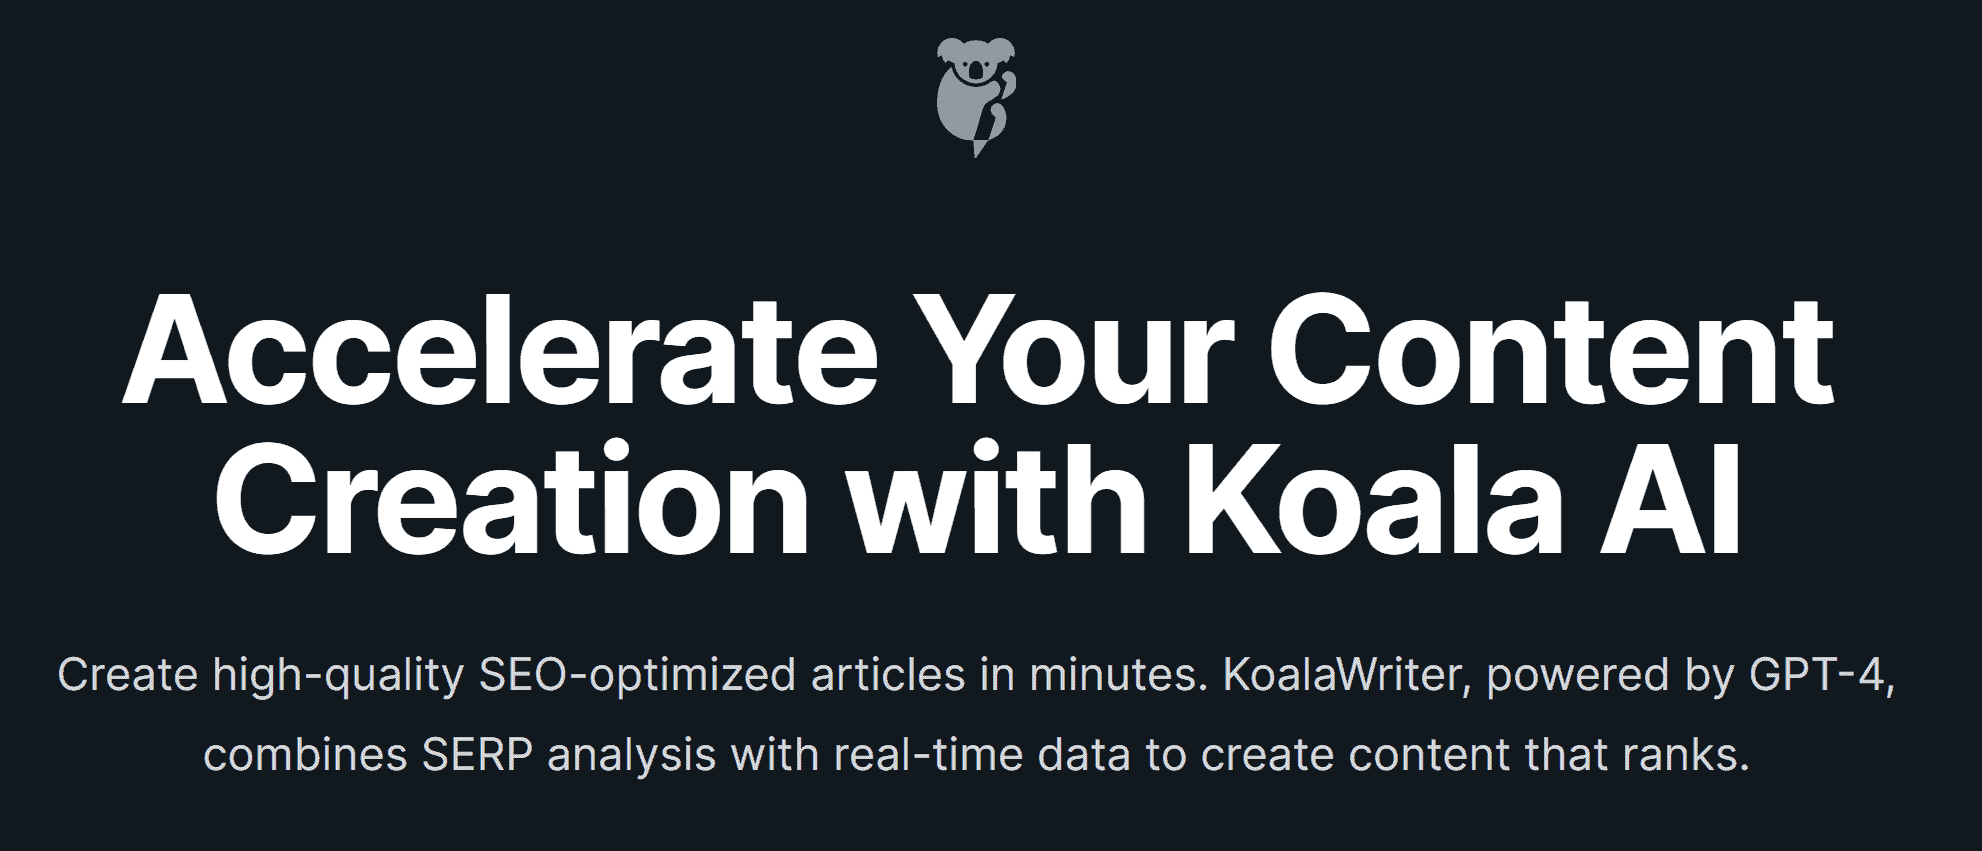 Accelerate Your Content
Creation with Koala AI
Create high-quality SEO-optimized articles in minutes. KoalaWriter, powered by GPT-4,
combines SERP analysis with real-time data to create content that ranks.